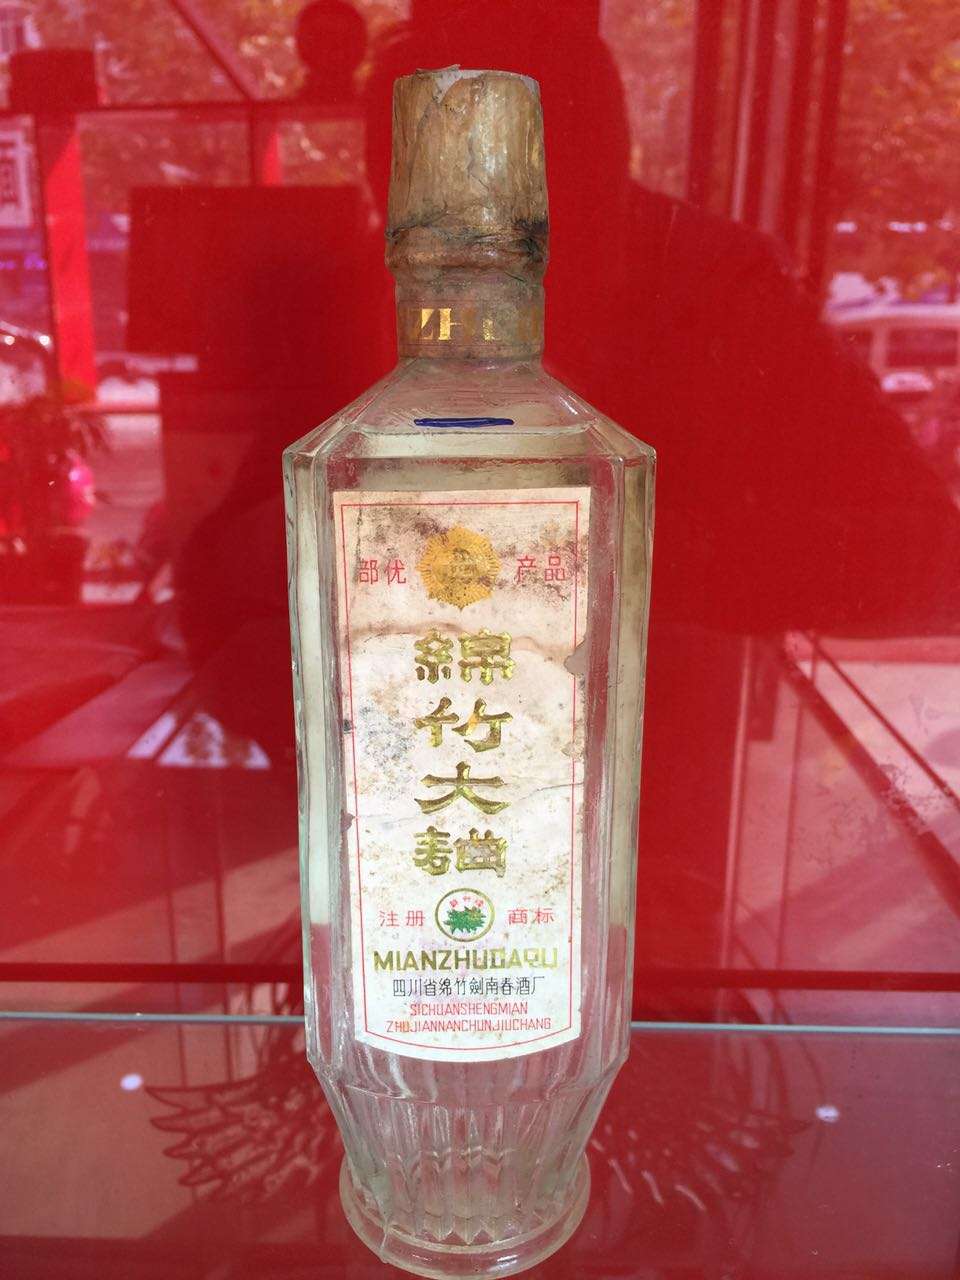 ZHU
部优 产品
綿竹大麯
注册 商标
MIANZHUDAQU
四川省绵竹剑南春酒厂
SICHUANSHENGMIAN
ZHUJIANNANCHUNJIUCHANG